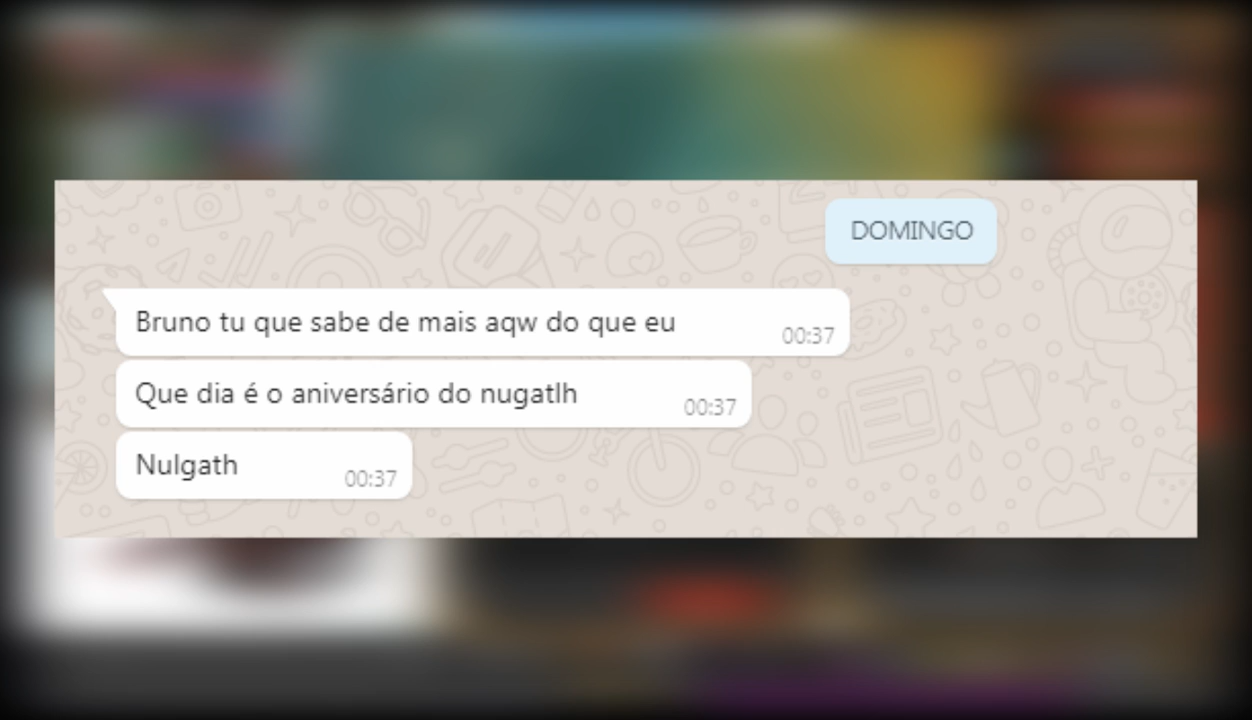 DOMINGO
Bruno tu que sabe de mais aqw do que eu
00:37
Que dia é o aniversário do nugatlh
00:37
Nulgath
00:37